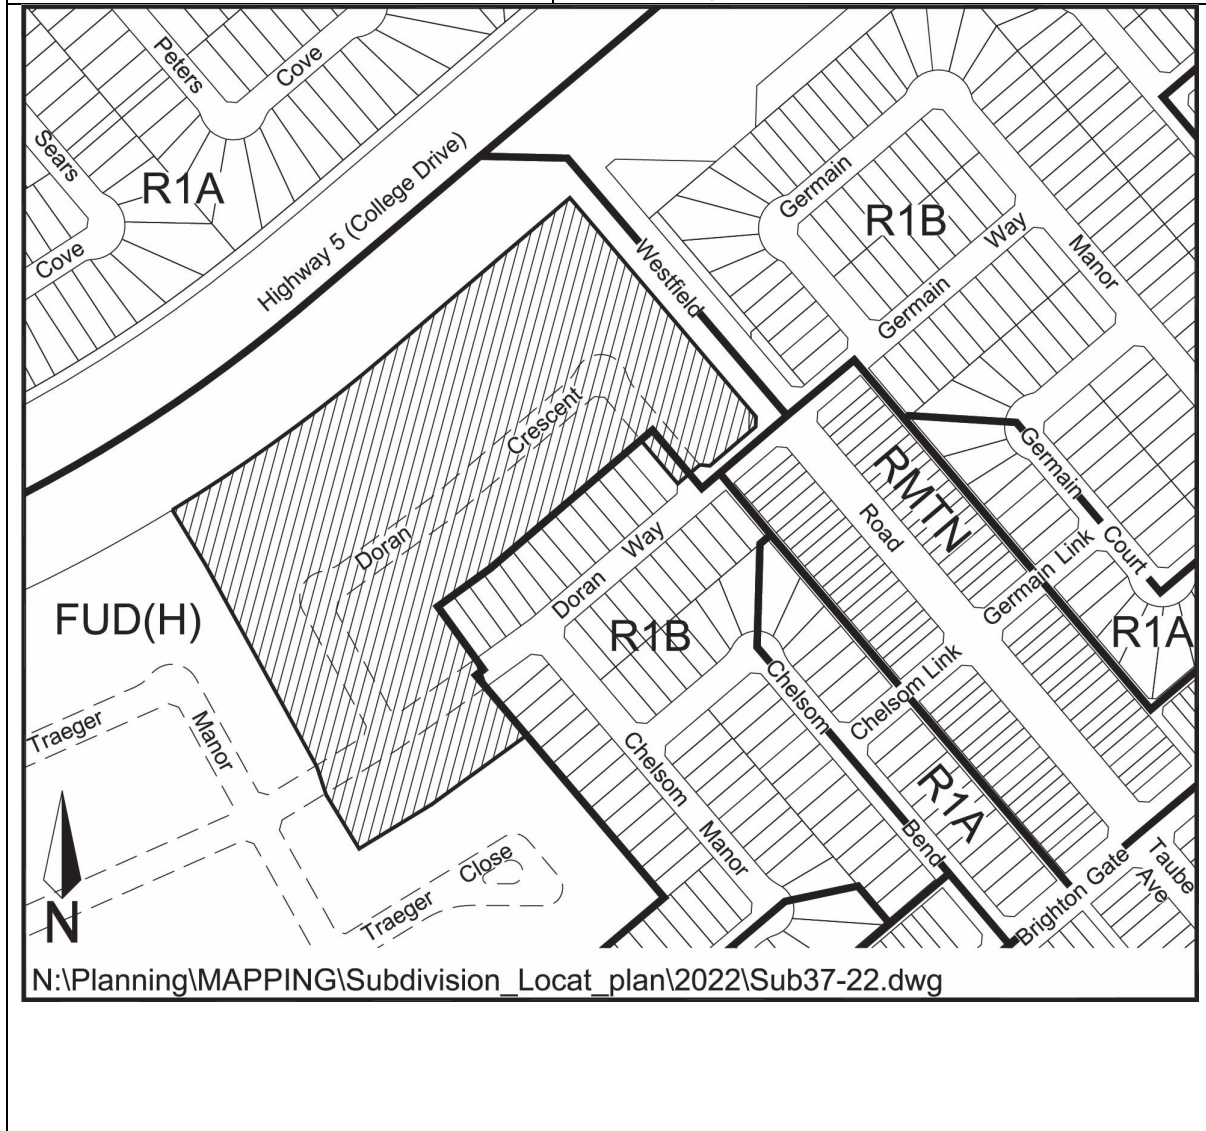 Peters
Cove
Sears
Cove
R1A
Highway 5 (College Drive)
Westfield
Road
Germain
R1B
Way
Germain
Manor
Crescent
Doran
RMTN
Germain
Court
Germain Link
R1A
FUD(H)
Doran Way
R1B
Chelsom
Chelsom Link
Traeger
Manor
Chelsom
Manor
R1A
Bend
Brighton Gate
Taube
Ave
Traeger
Close
N
N:\Planning\MAPPING\Subdivision_Locat_plan\2022\Sub37-22.dwg